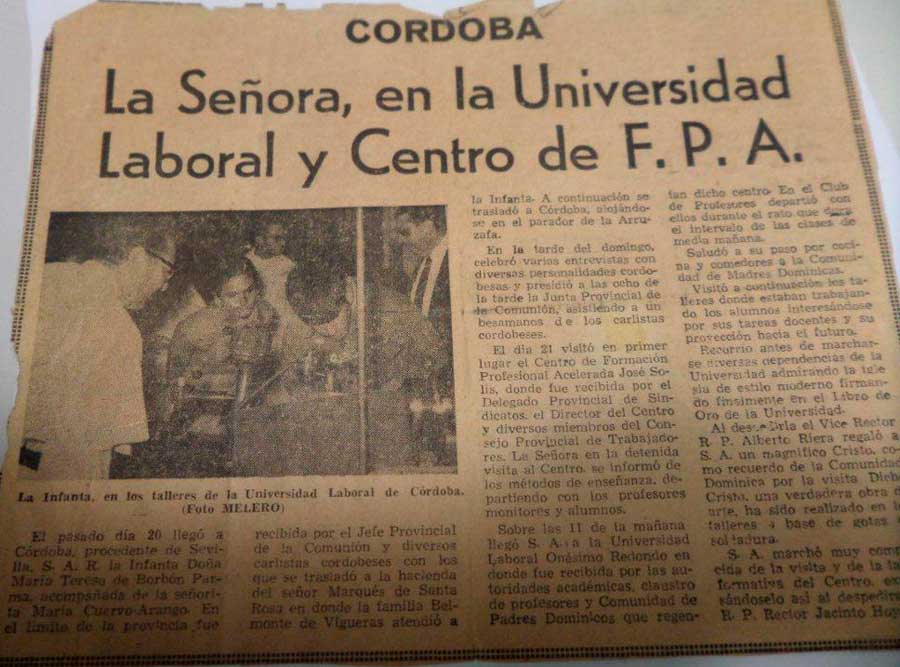 CORDOBA
La Señora, en la Universidad
Laboral y Centro de F. P. A.
La Infanta, en los talleres de la Universidad Laboral de Córdoba.
(Foto MELERO)
El pasado día 20 llegó a
Córdoba, procedente de Sevi-
lla, S. A. R. la Infanta Doña
María Teresa de Borbón Par-
ma, acompañada de la señori-
ta María Cuervo-Arango. En
el límite de la provincia fue
recibida por el Jefe Provincial
de la Comunión y diversos
carlistas cordobeses con los
que se trasladó a la hacienda
del señor Marqués de Santa
Rosa en donde la familia Bel-
monte de Vigueras atendió a
la Infanta. A continuación se
trasladó a Córdoba, alojándo-
se en el parador de la Arru-
zafa.
En la tarde del domingo,
celebró varias entrevistas con
diversas personalidades cordo-
besas y presidió a las ocho de
la tarde la Junta Provincial de
la Comunión, asistiendo a un
besamanos de los carlistas
cordobeses.
El día 21 visitó en primer
lugar el Centro de Formación
Profesional Acelerada José So-
lís, donde fue recibida por el
Delegado Provincial de Sin-
dicatos, el Director del Centro
y diversos miembros del Con-
sejo Provincial de Trabajado-
res. La Señora en la detenida
visita al Centro, se informó de
los métodos de enseñanza, de-
partiendo con los profesores
monitores y alumnos.
Sobre las 11 de la mañana
llegó S. A. a la Universidad
Laboral Onésimo Redondo en
donde fue recibida por las au-
toridades académicas, claustro
de profesores y Comunidad de
Padres Dominicos que regen-
tan dicho centro. En el Club
de Profesores departió con
ellos durante el rato que dura
el intervalo de las clases de
media mañana.
Saludó a su paso por coci-
na y comedores a la Comuni-
dad de Madres Dominicas.
Visitó a continuación los ta-
lleres donde estaban trabajan-
do los alumnos interesándose
por sus tareas docentes y su
proyección hacia el futuro.
Recorrio antes de marchar-
se diversas dependencias de la
Universidad admirando la igle
sia de estilo moderno firman-
do finalmente en el Libro de
Oro de la Universidad.
Al despedirla el Vice Rector
R. P. Alberto Riera regaló a
S. A. un magnífico Cristo, co-
mo recuerdo de la Comunidad
Dominica por la visita Dicho
Cristo, una verdadera obra de
arte, ha sido realizado en
talleres a base de gotas
soldadura.
S. A. marchó muy
cida de la visita y de la
formativa del Centro,
sándoselo así al despedirse
R. P. Rector Jacinto